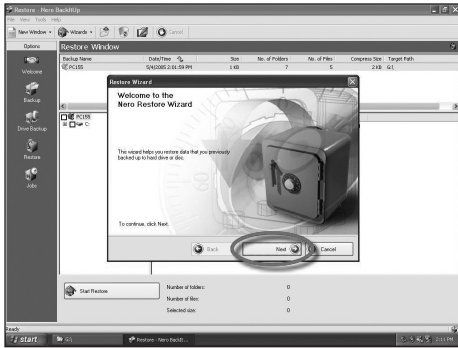 Restore - Nero BackItUp
File View Tools Help
New Window
Wizards
Cancel
Options
Restore Window
Welcome
Backup
Drive Backup
Restore
Jobs
Backup Name Date/Time Size No. of Folders No. of Files Compress Size Target Path
PC155 5/4/2005 2:01:59 PM 1 KB 7 5 2 KB G:\
PC155
C:
Restore Wizard
Welcome to the
Nero Restore Wizard
This wizard helps you restore data that you previously
backed up to hard drive or disc.
To continue, click Next.
Back Next Cancel
Start Restore
Number of folders: 0
Number of files: 0
Selected size: 0
Ready
start G:\ Restore - Nero BackIt... 2:11 PM